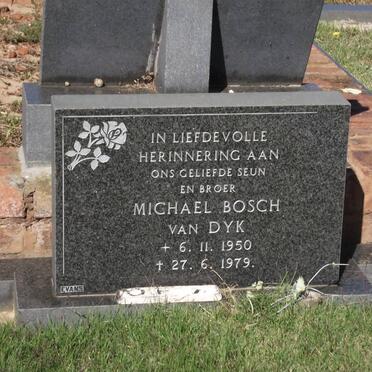 IN LIEFDEVOLLE
HERINNERING AAN
ONS GELIEFDE SEUN
EN BROER
MICHAEL BOSCH
VAN DYK
+ 6. 11. 1950
+ 27. 6. 1979.
EVANS